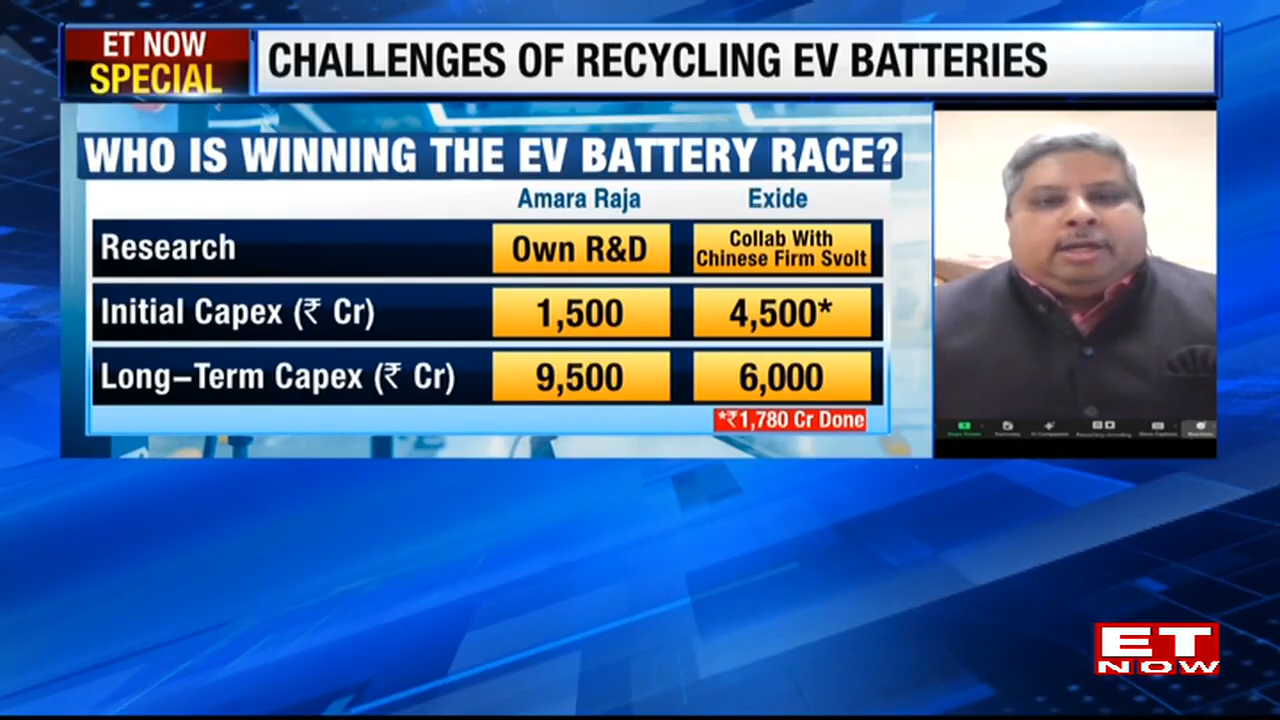 ET NOW
SPECIAL
CHALLENGES OF RECYCLING EV BATTERIES
WHO IS WINNING THE EV BATTERY RACE?
Amara Raja Exide
Research Own R&D Collab With
Chinese Firm Svolt
Initial Capex (₹ Cr) 1,500 4,500*
Long-Term Capex (₹ Cr) 9,500 6,000
*₹1,780 Cr Done
ET
NOW